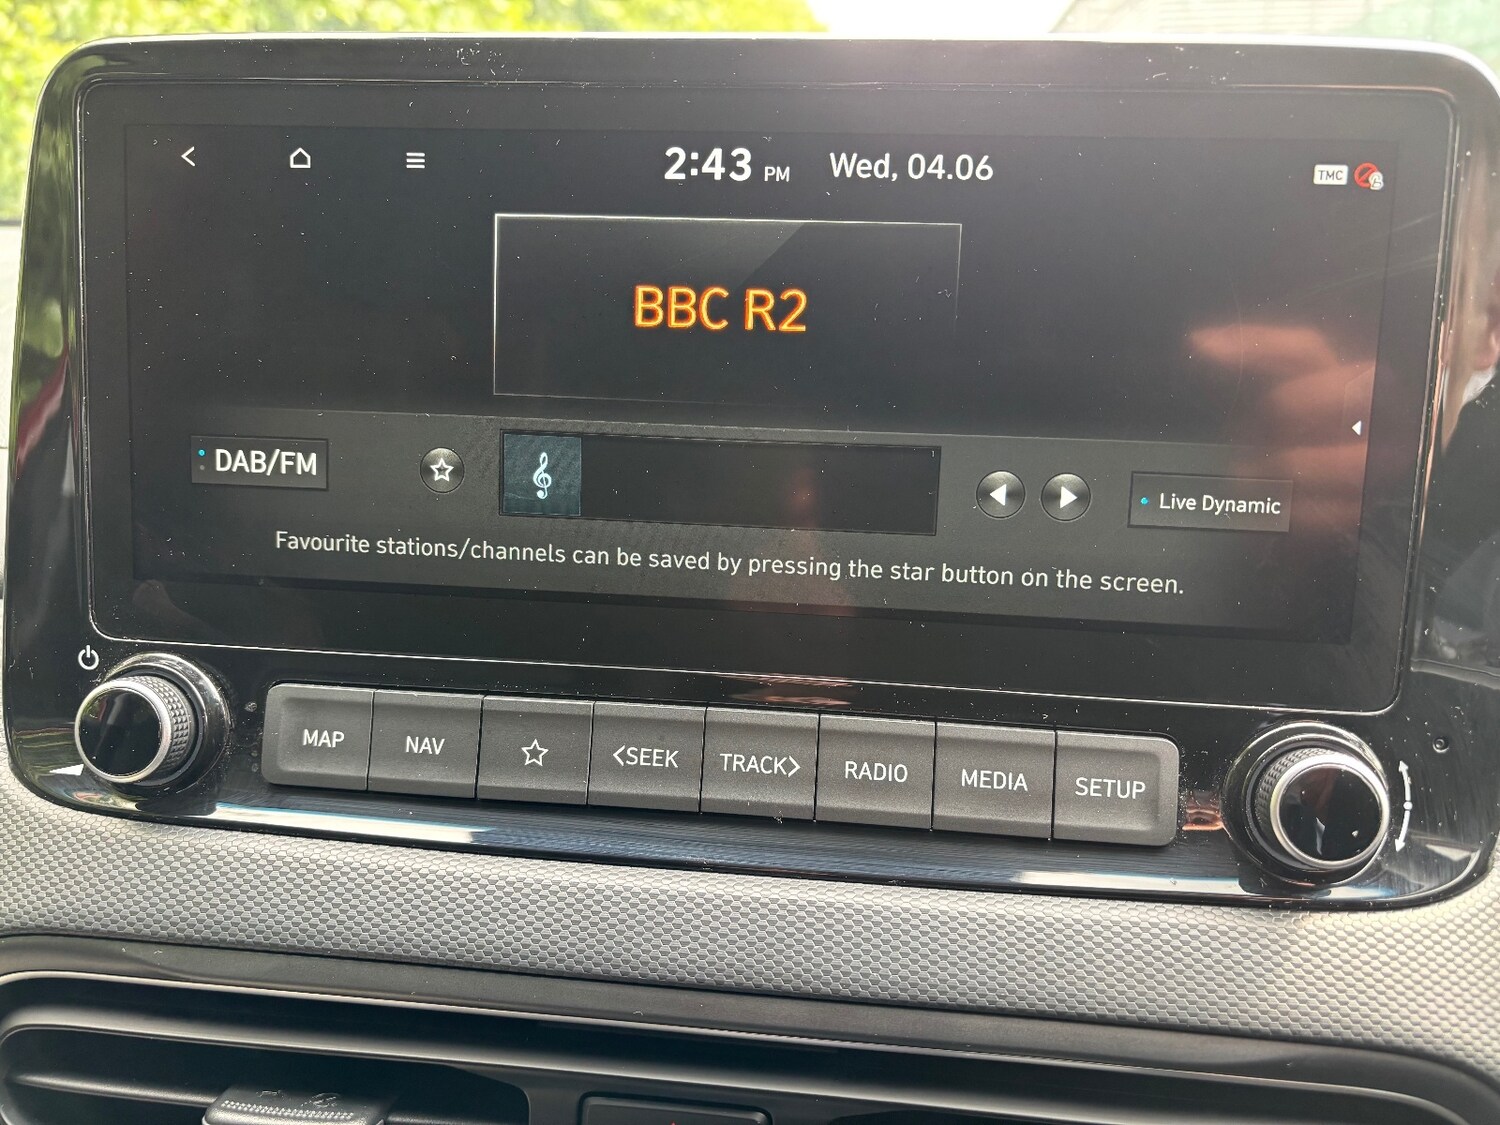 2:43 PM Wed, 04.06
TMC
BBC R2
DAB/FM
Live Dynamic
Favourite stations/channels can be saved by pressing the star button on the screen.
MAP
NAV
<SEEK
TRACK>
RADIO
MEDIA
SETUP